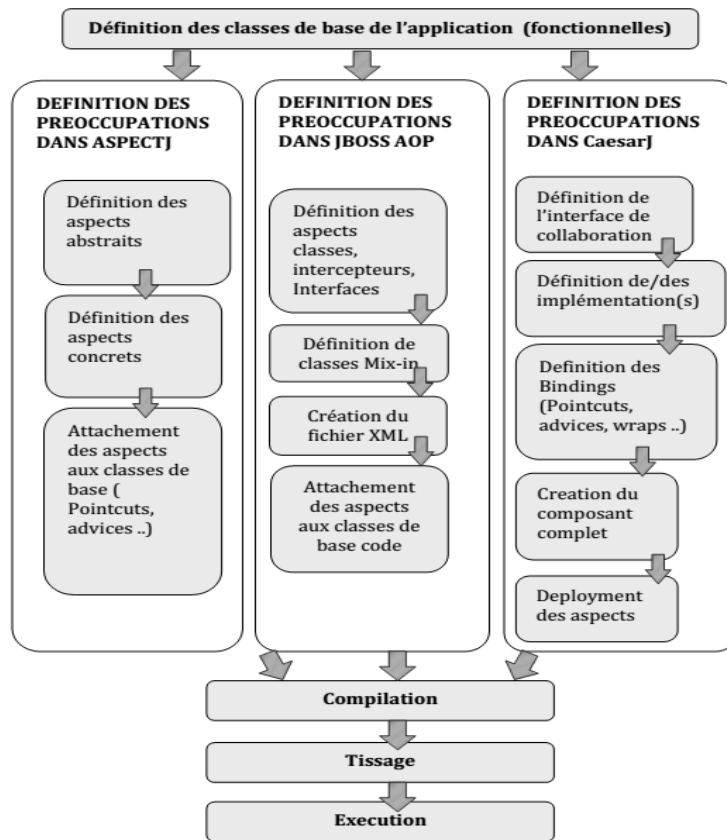 Définition des classes de base de l’application (fonctionnelles)
DEFINITION DES
PREOCCUPATIONS
DANS ASPECTJ
Définition des
aspects
abstraits
Définition des
aspects
concrets
Attachement
des aspects
aux classes de
base (
Pointcuts,
advices ..)
DEFINITION DES
PREOCCUPATIONS
DANS JBOSS AOP
Définition des
aspects
classes,
intercepteurs,
Interfaces
Définition de
classes Mix-in
Création du
fichier XML
Attachement
des aspects
aux classes de
base code
DEFINITION DES
PREOCCUPATIONS
DANS CaesarJ
Définition de
l’interface de
collaboration
Définition de/des
implémentation(s)
Definition des
Bindings
(Pointcuts,
advices, wraps ..)
Creation du
composant
complet
Deployment
des aspects
Compilation
Tissage
Execution